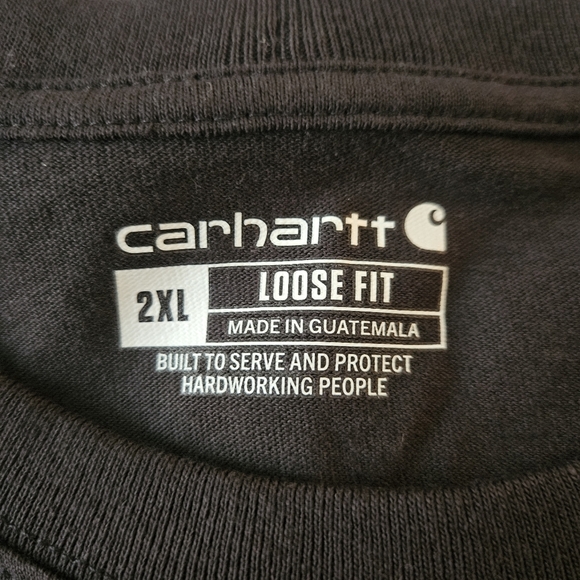 carhartt
2XL
LOOSE FIT
MADE IN GUATEMALA
BUILT TO SERVE AND PROTECT
HARDWORKING PEOPLE